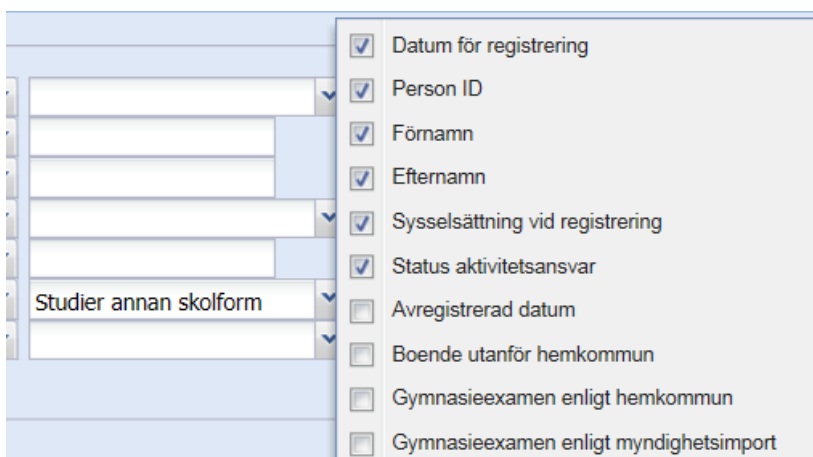 Datum för registrering
Person ID
Förnamn
Efternamn
Sysselsättning vid registrering
Status aktivitetsansvar
Studier annan skolform
Avregistrerad datum
Boende utanför hemkommun
Gymnasieexamen enligt hemkommun
Gymnasieexamen enligt myndighetsimport